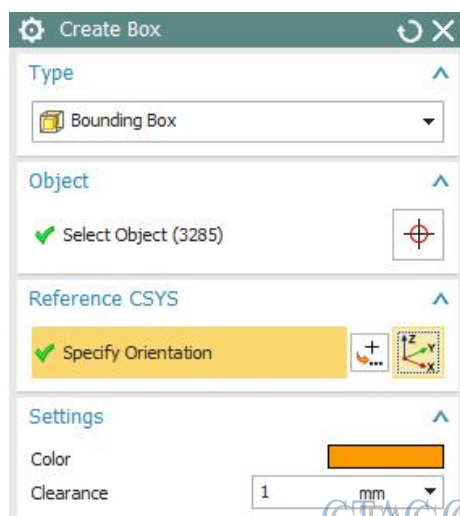 Create Box
Type
Bounding Box
Object
Select Object (3285)
Reference CSYS
Specify Orientation
Z
Y
X
Settings
Color
Clearance 1 mm